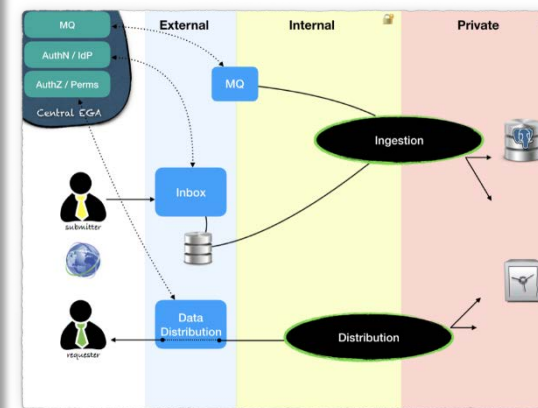 External
Internal
Private
MQ
AuthN / IdP
AuthZ / Perms
Central EGA
MQ
Ingestion
Inbox
submitter
Data
Distribution
Distribution
requester